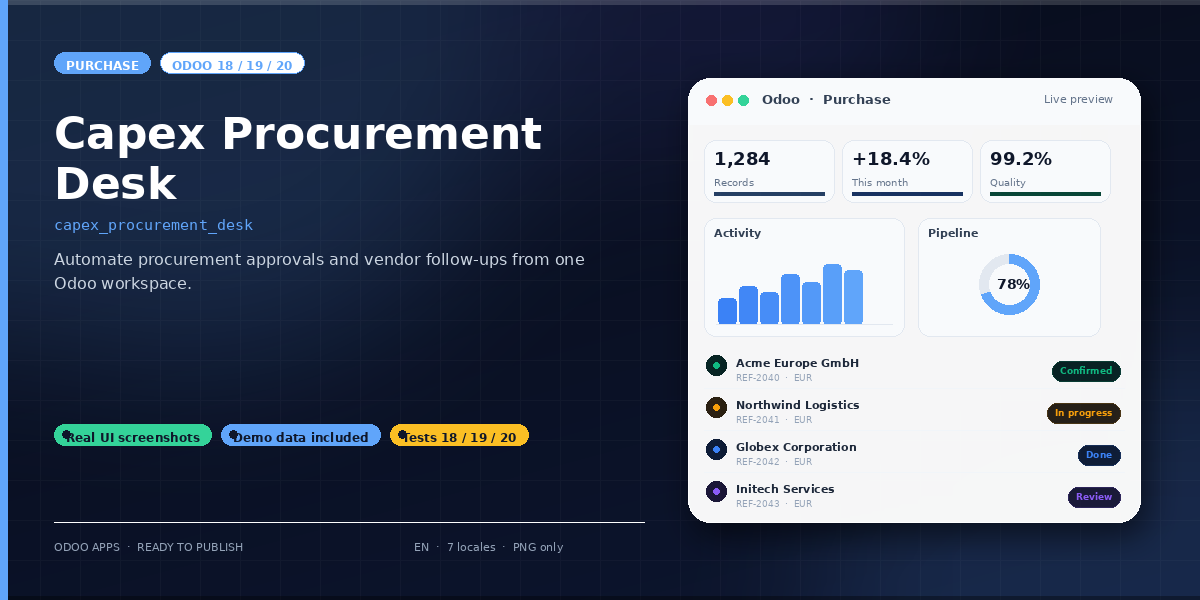 PURCHASE
ODOO 18 / 19 / 20
Capex Procurement
Desk
capex_procurement_desk
Automate procurement approvals and vendor follow-ups from one
Odoo workspace.
Real UI screenshots
Demo data included
Tests 18 / 19 / 20
ODOO APPS · READY TO PUBLISH
EN · 7 locales · PNG only
Odoo · Purchase
Live preview
1,284
Records
+18.4%
This month
99.2%
Quality
Activity
Pipeline
78%
Acme Europe GmbH
REF-2040 · EUR
Confirmed
Northwind Logistics
REF-2041 · EUR
In progress
Globex Corporation
REF-2042 · EUR
Done
Initech Services
REF-2043 · EUR
Review